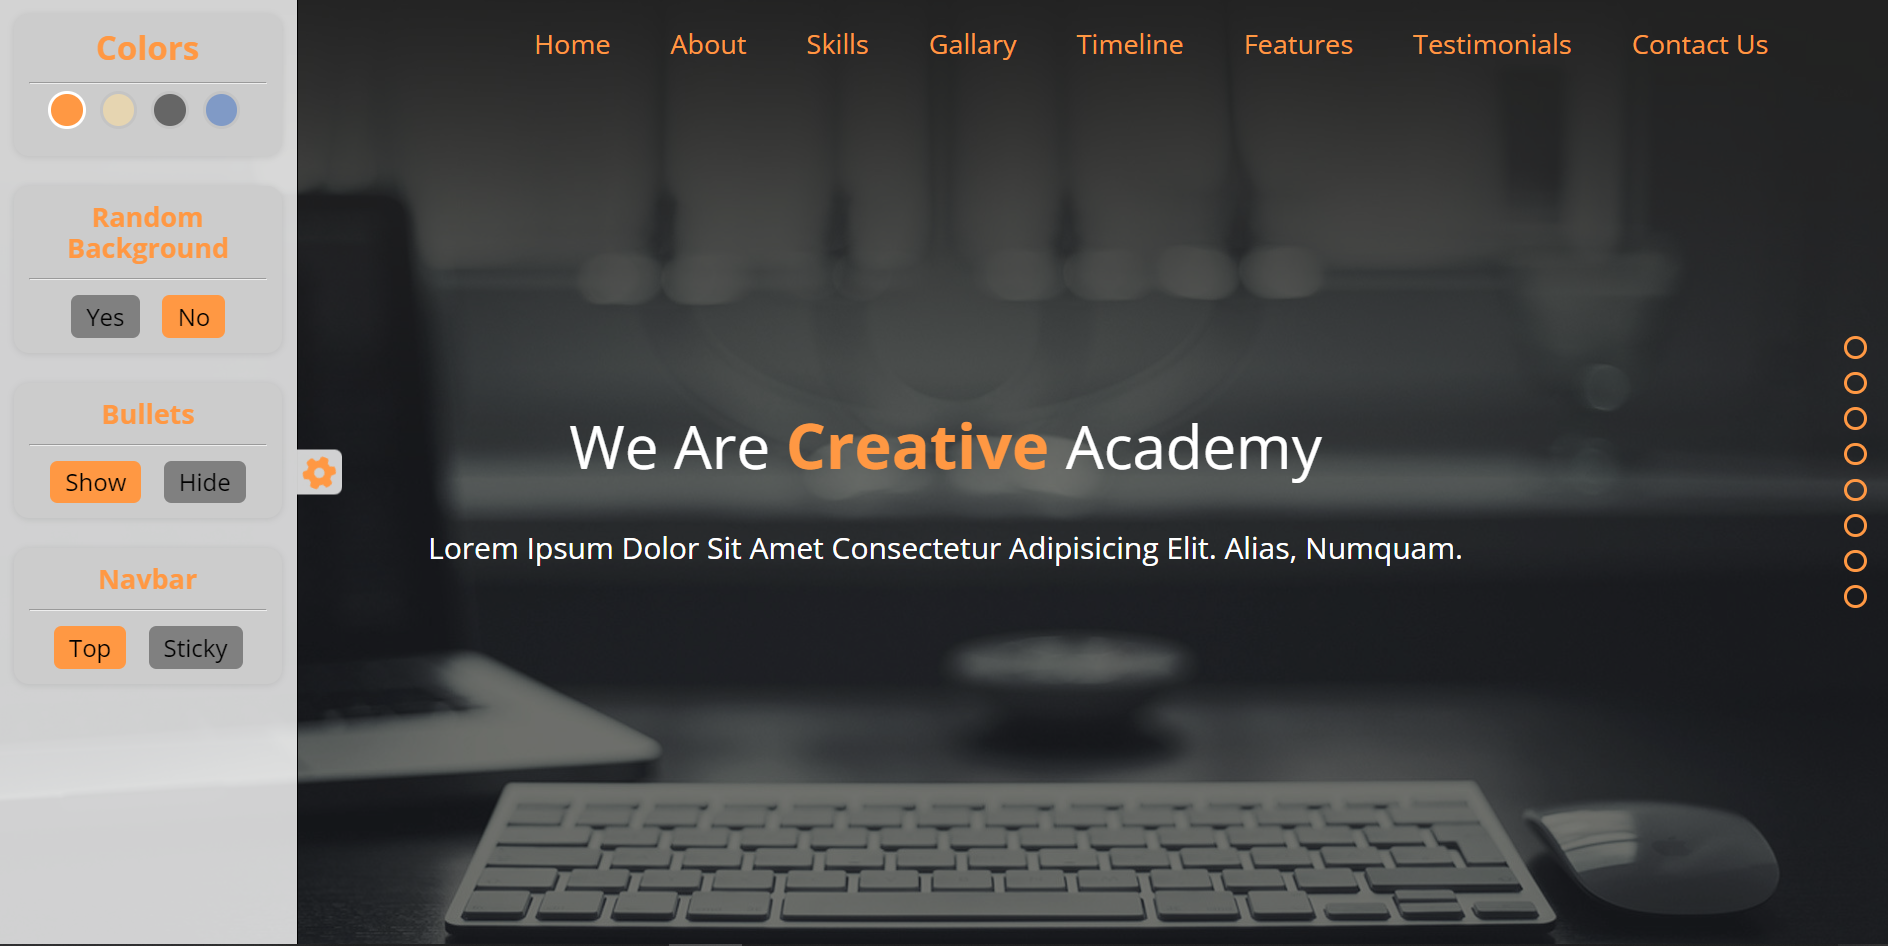 Colors
Random
Background
Yes No
Bullets
Show Hide
Navbar
Top Sticky
Home About Skills Gallary Timeline Features Testimonials Contact Us
We Are Creative Academy
Lorem Ipsum Dolor Sit Amet Consectetur Adipisicing Elit. Alias, Numquam.